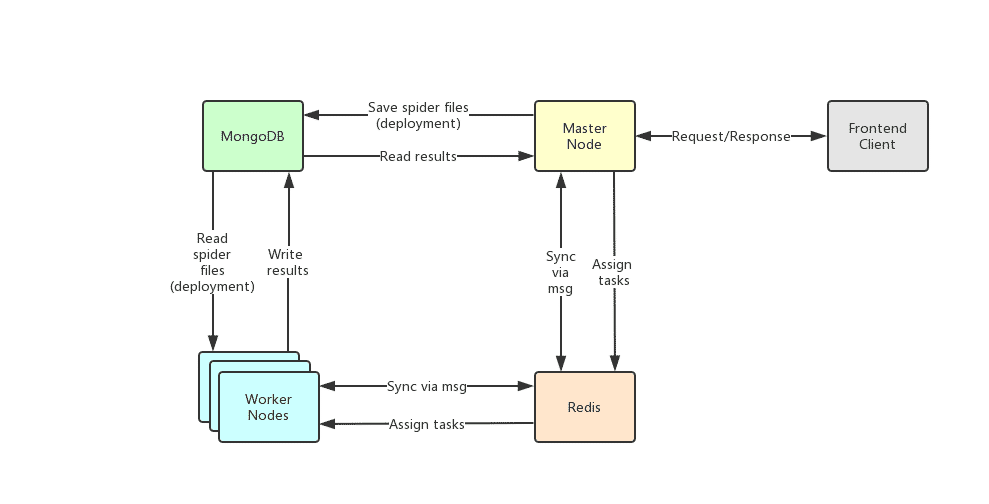 Save spider files
(deployment)
MongoDB
Master
Node
Request/Response
Frontend
Client
Read results
Read
spider
files
(deployment)
Write
results
Sync
via
msg
Assign
tasks
Worker
Nodes
Sync via msg
Assign tasks
Redis